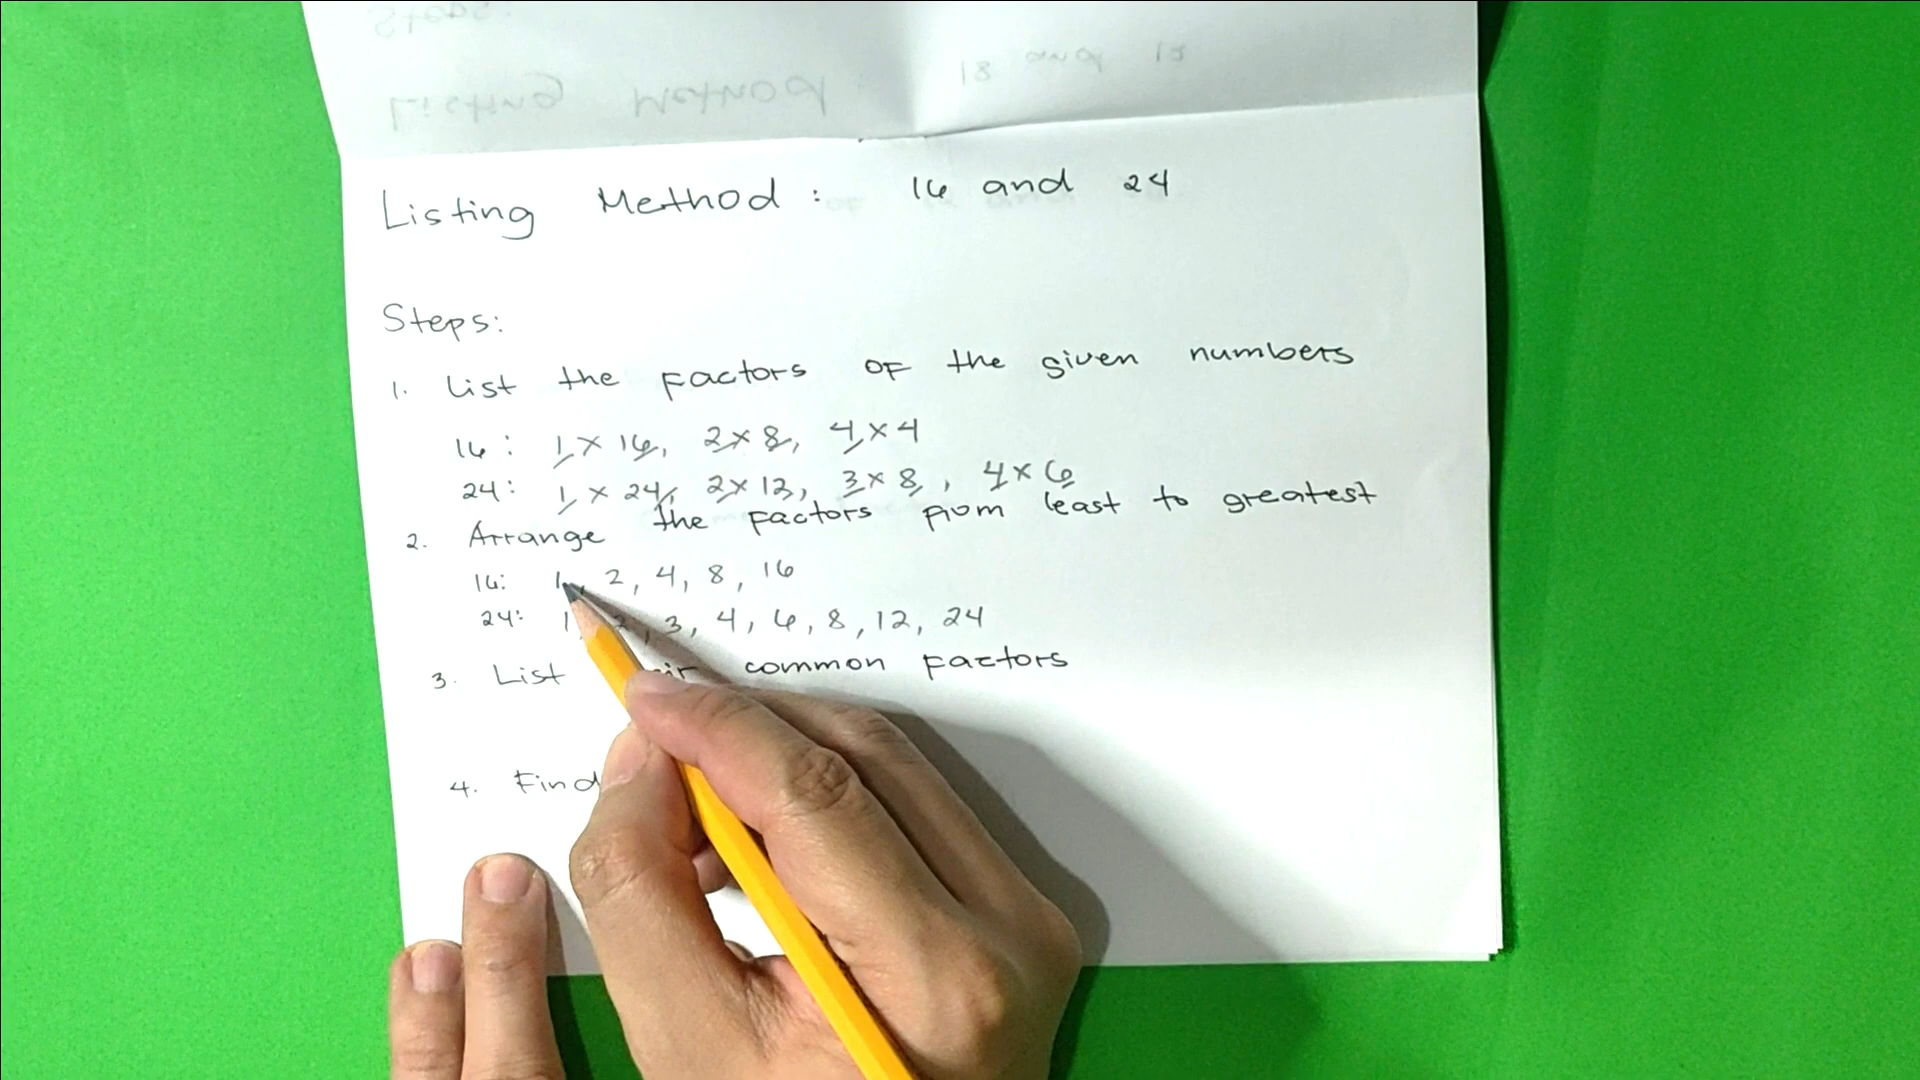 Listing Method : 16 and 24
Steps:
1. List the factors of the given numbers
16 : 1 x 16, 2 x 8, 4 x 4
24 : 1 x 24, 2 x 12, 3 x 8, 4 x 6
2. Arrange the factors from least to greatest
16: 1, 2, 4, 8, 16
24: 1, 2, 3, 4, 6, 8, 12, 24
3. List common factors
4. Find